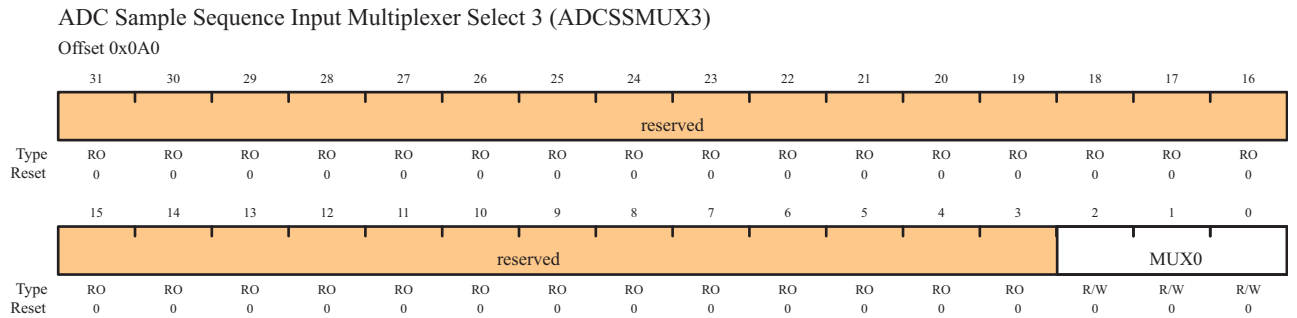 ADC Sample Sequence Input Multiplexer Select 3 (ADCSSMUX3)
Offset 0x0A0
31 30 29 28 27 26 25 24 23 22 21 20 19 18 17 16
reserved
Type RO RO RO RO RO RO RO RO RO RO RO RO RO RO RO RO
Reset 0 0 0 0 0 0 0 0 0 0 0 0 0 0 0 0
15 14 13 12 11 10 9 8 7 6 5 4 3 2 1 0
reserved MUX0
Type RO RO RO RO RO RO RO RO RO RO RO RO RO R/W R/W R/W
Reset 0 0 0 0 0 0 0 0 0 0 0 0 0 0 0 0